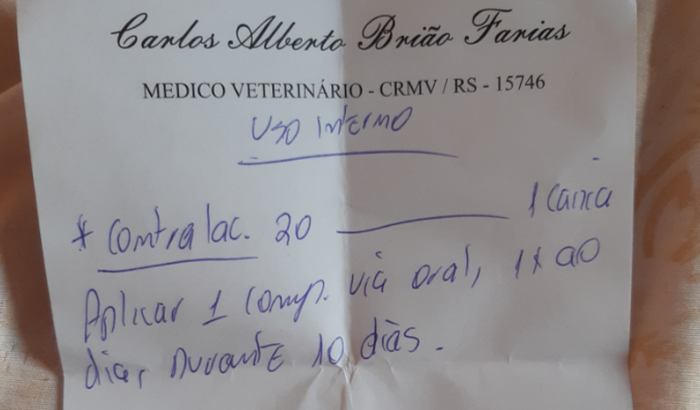 Carlos Alberto Brião Farias
MEDICO VETERINÁRIO - CRMV / RS - 15746
USO INTERNO
* Contralac. 20 ———— 1 caixa
Aplicar 1 comp. via oral, 1x ao
dia, Durante 10 diàs.